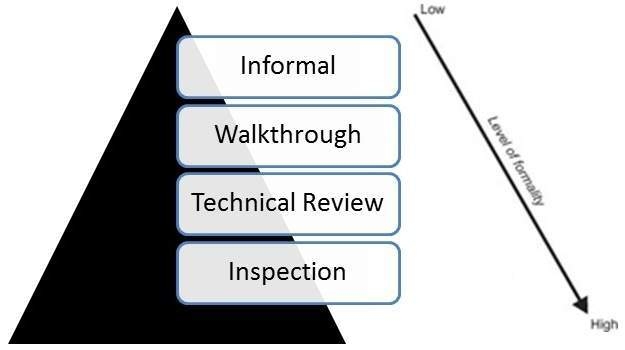 Low
Informal
Walkthrough
Technical Review
Inspection
Level of formality
High